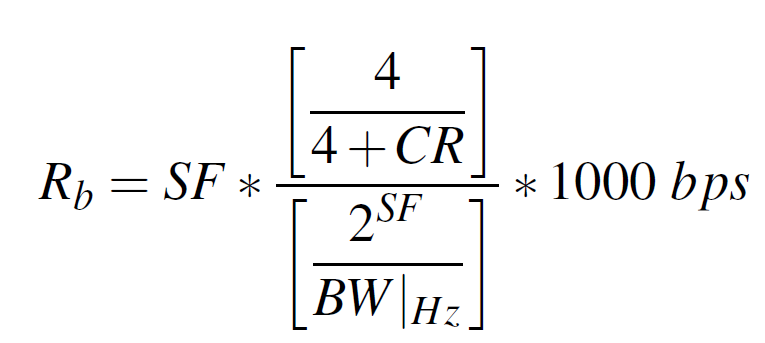 R_b = SF * [4 / (4 + CR)] / [2^SF / BW|_Hz] * 1000 bps